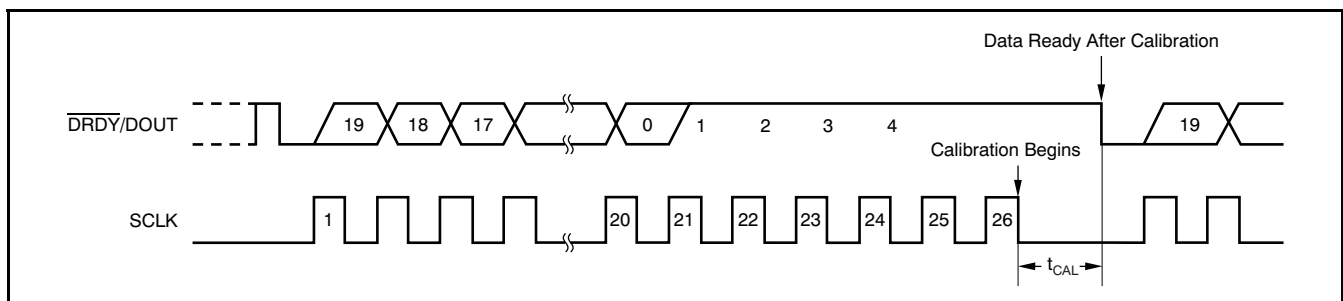 Data Ready After Calibration
DRDY/DOUT
19 18 17 0 1 2 3 4 19
Calibration Begins
SCLK
1 20 21 22 23 24 25 26
tCAL